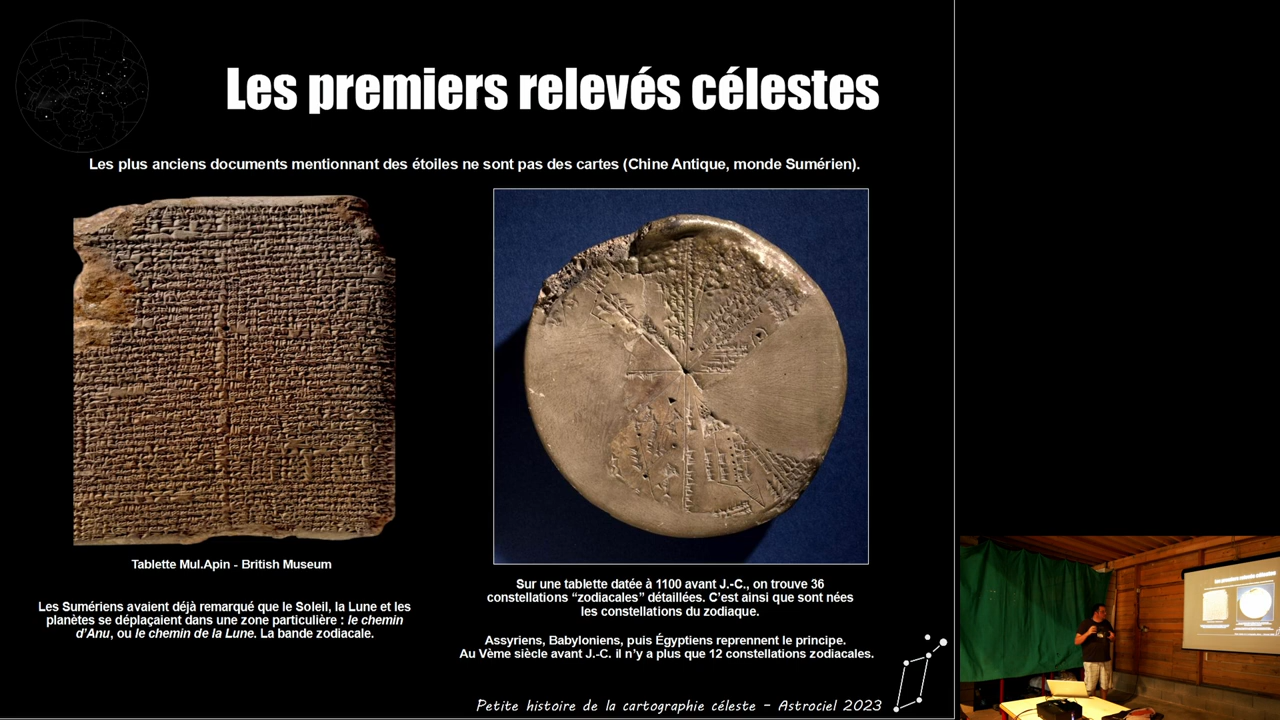 Les premiers relevés célestes
Les plus anciens documents mentionnant des étoiles ne sont pas des cartes (Chine Antique, monde Sumérien).
Tablette Mul.Apin - British Museum
Les Sumériens avaient déjà remarqué que le Soleil, la Lune et les
planètes se déplaçaient dans une zone particulière : le chemin
d'Anu, ou le chemin de la Lune. La bande zodiacale.
Sur une tablette datée à 1100 avant J.-C., on trouve 36
constellations “zodiacales” détaillées. C'est ainsi que sont nées
les constellations du zodiaque.
Assyriens, Babyloniens, puis Égyptiens reprennent le principe.
Au Vème siècle avant J.-C. il n'y a plus que 12 constellations zodiacales.
Petite histoire de la cartographie céleste – Astrociel 2023
Les premiers relevés célestes